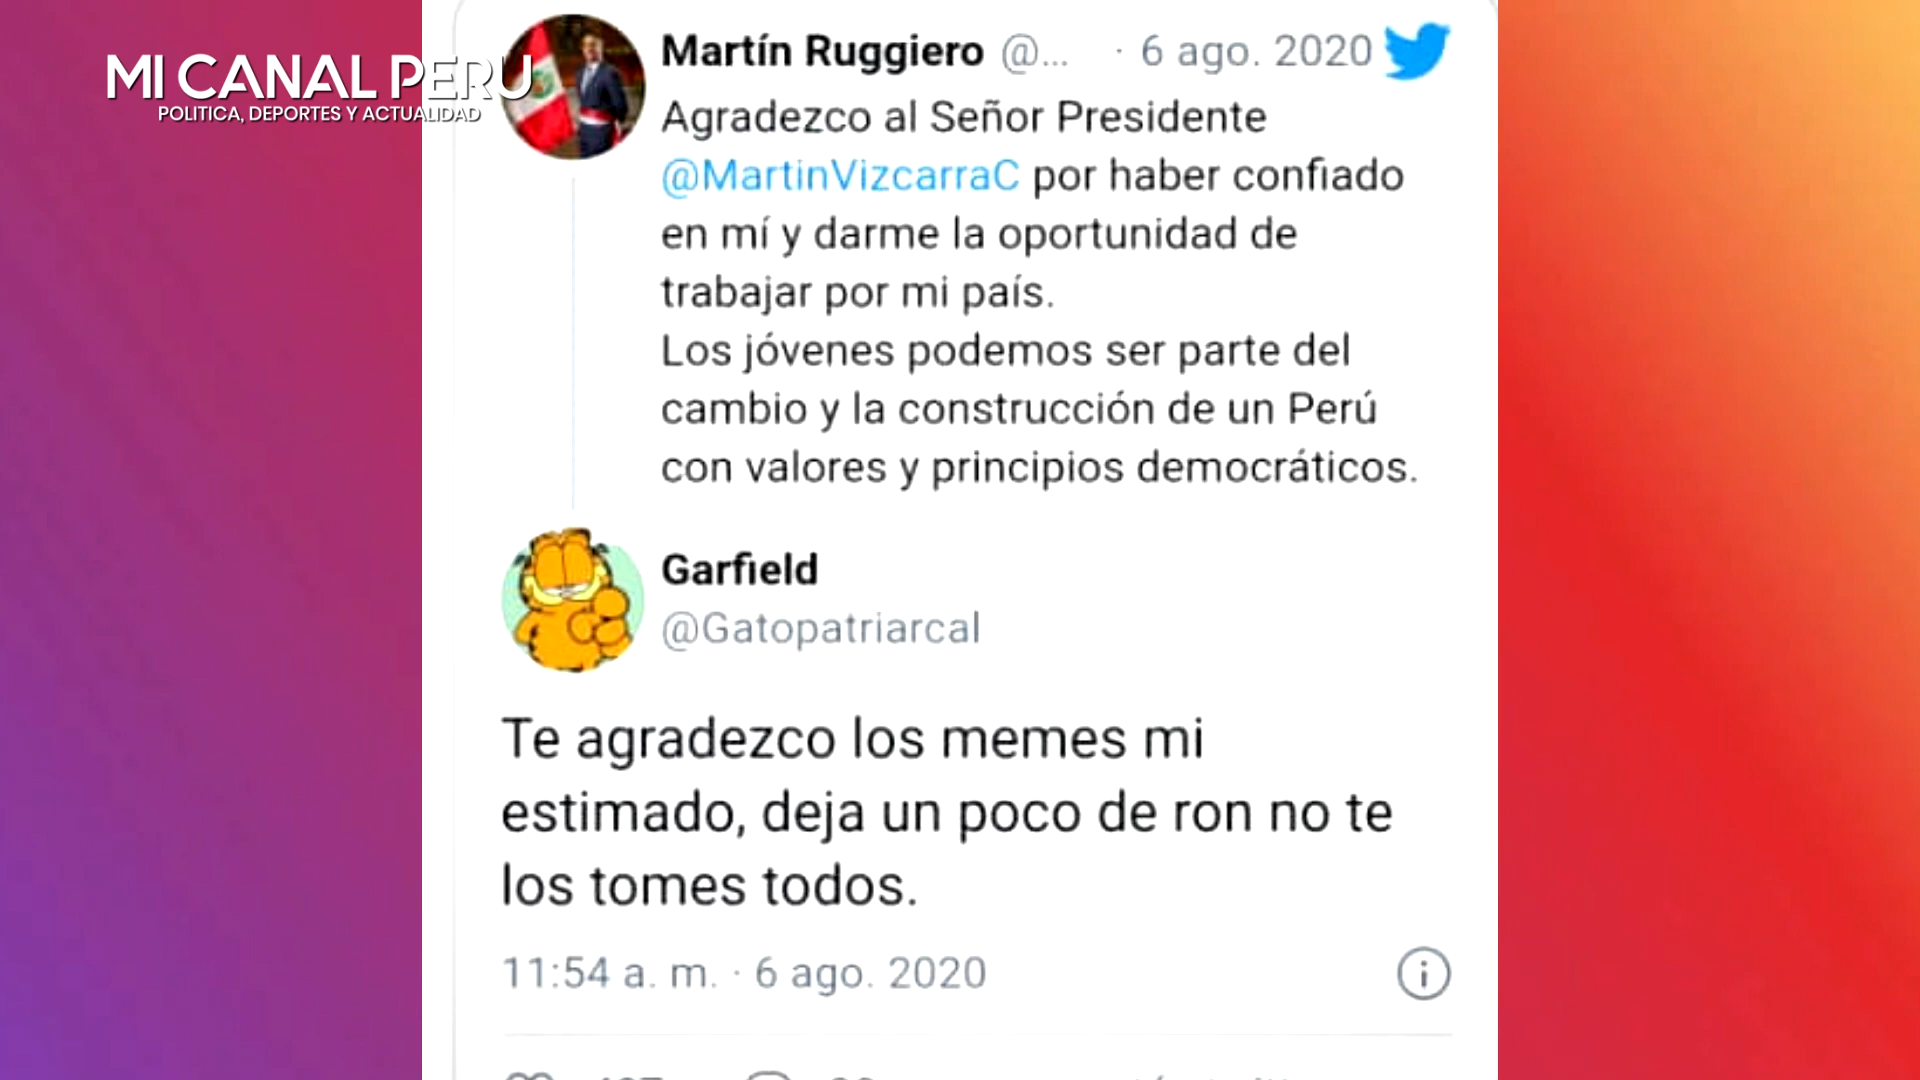 MI CANAL PERU
POLITICA, DEPORTES Y ACTUALIDAD
Martín Ruggiero @... · 6 ago. 2020
Agradezco al Señor Presidente
@MartinVizcarraC por haber confiado
en mí y darme la oportunidad de
trabajar por mi país.
Los jóvenes podemos ser parte del
cambio y la construcción de un Perú
con valores y principios democráticos.
Garfield
@Gatopatriarcal
Te agradezco los memes mi
estimado, deja un poco de ron no te
los tomes todos.
11:54 a. m. · 6 ago. 2020